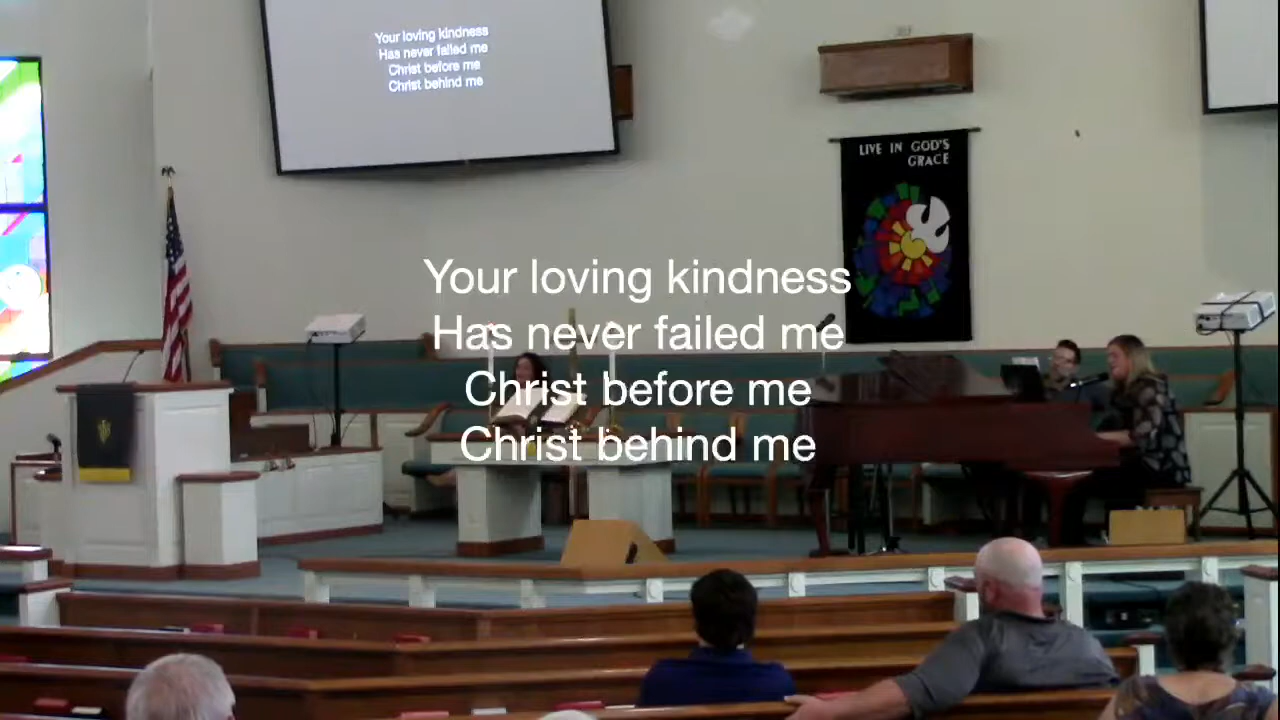 Your loving kindness
Has never failed me
Christ before me
Christ behind me
LIVE IN GOD'S
GRACE
Your loving kindness
Has never failed me
Christ before me
Christ behind me